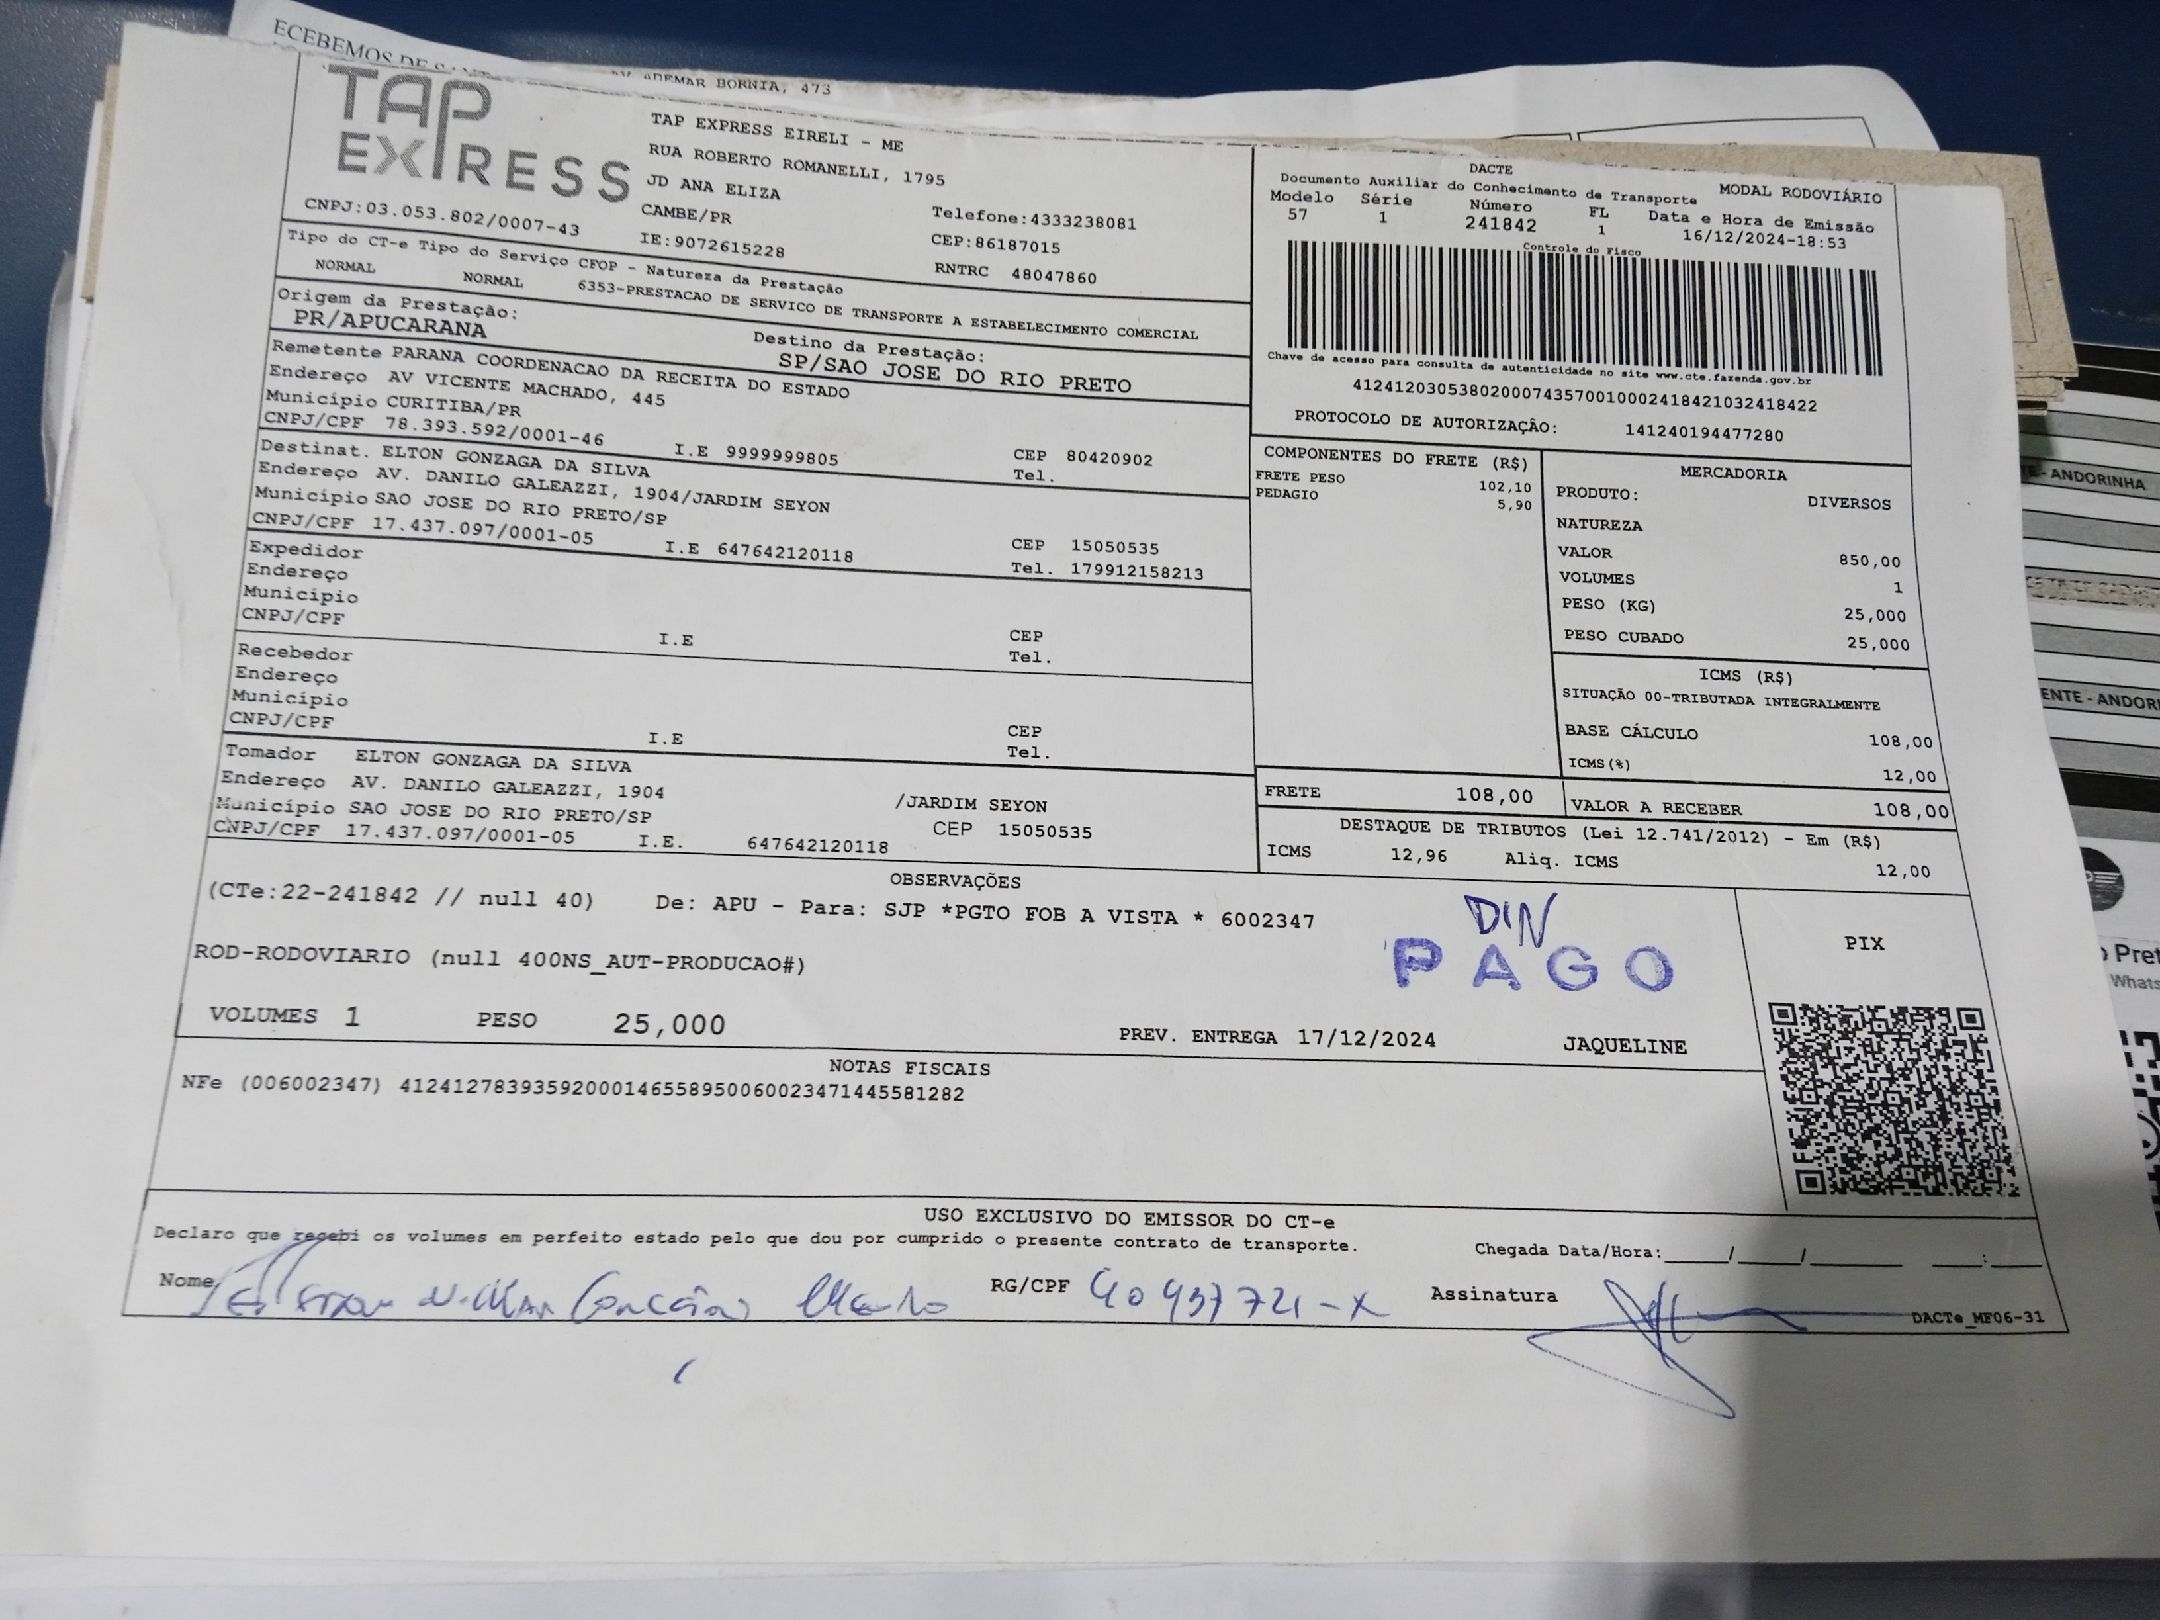 ECEBEMOS DE
AV ADEMAR BORNIA, 473
TAP
EXPRESS
TAP EXPRESS EIRELI - ME
RUA ROBERTO ROMANELLI, 1795
JD ANA ELIZA
CAMBE/PR
Telefone:4333238081
CNPJ:03.053.802/0007-43
IE:9072615228
CEP:86187015
RNTRC 48047860
DACTE
Documento Auxiliar do Conhecimento de Transporte
MODAL RODOVIÁRIO
Modelo Série Número FL Data e Hora de Emissão
57 1 241842 1 16/12/2024-18:53
Controle do Fisco
Chave de acesso para consulta de autenticidade no site www.cte.fazenda.gov.br
41241203053802000743570010002418421032418422
PROTOCOLO DE AUTORIZAÇÃO: 141240194477280
Tipo do CT-e Tipo do Serviço CFOP - Natureza da Prestação
NORMAL NORMAL 6353-PRESTACAO DE SERVICO DE TRANSPORTE A ESTABELECIMENTO COMERCIAL
Origem da Prestação: Destino da Prestação:
PR/APUCARANA SP/SAO JOSE DO RIO PRETO
Remetente PARANA COORDENACAO DA RECEITA DO ESTADO
Endereço AV VICENTE MACHADO, 445
Município CURITIBA/PR
CNPJ/CPF 78.393.592/0001-46 I.E 9999999805 CEP 80420902
Tel.
Destinat. ELTON GONZAGA DA SILVA
Endereço AV. DANILO GALEAZZI, 1904/JARDIM SEYON
Município SAO JOSE DO RIO PRETO/SP
CNPJ/CPF 17.437.097/0001-05 I.E 647642120118 CEP 15050535
Tel. 179912158213
Expedidor
Endereço
Município
CNPJ/CPF I.E CEP
Tel.
Recebedor
Endereço
Município
CNPJ/CPF I.E CEP
Tel.
Tomador ELTON GONZAGA DA SILVA
Endereço AV. DANILO GALEAZZI, 1904 /JARDIM SEYON
Município SAO JOSE DO RIO PRETO/SP CEP 15050535
CNPJ/CPF 17.437.097/0001-05 I.E. 647642120118
COMPONENTES DO FRETE (R$)
FRETE PESO 102,10
PEDAGIO 5,90
MERCADORIA
PRODUTO: DIVERSOS
NATUREZA
VALOR 850,00
VOLUMES 1
PESO (KG) 25,000
PESO CUBADO 25,000
ICMS (R$)
SITUAÇÃO 00-TRIBUTADA INTEGRALMENTE
BASE CÁLCULO 108,00
ICMS(%) 12,00
FRETE 108,00 VALOR A RECEBER 108,00
DESTAQUE DE TRIBUTOS (Lei 12.741/2012) - Em (R$)
ICMS 12,96 Aliq. ICMS 12,00
OBSERVAÇÕES
(CTe:22-241842 // null 40) De: APU - Para: SJP *PGTO FOB A VISTA * 6002347
ROD-RODOVIARIO (null 400NS_AUT-PRODUCAO#)
DIN
PAGO
PIX
VOLUMES 1 PESO 25,000 PREV. ENTREGA 17/12/2024 JAQUELINE
NOTAS FISCAIS
NFe (006002347) 41241278393592000146558950060023471445581282
USO EXCLUSIVO DO EMISSOR DO CT-e
Declaro que recebi os volumes em perfeito estado pelo que dou por cumprido o presente contrato de transporte. Chegada Data/Hora:____/____/______ ____:____
Nome RG/CPF 40937721-X Assinatura
DACTe_MF06-31
- ANDORINHA
ENTE - ANDORI
Pret
Whats